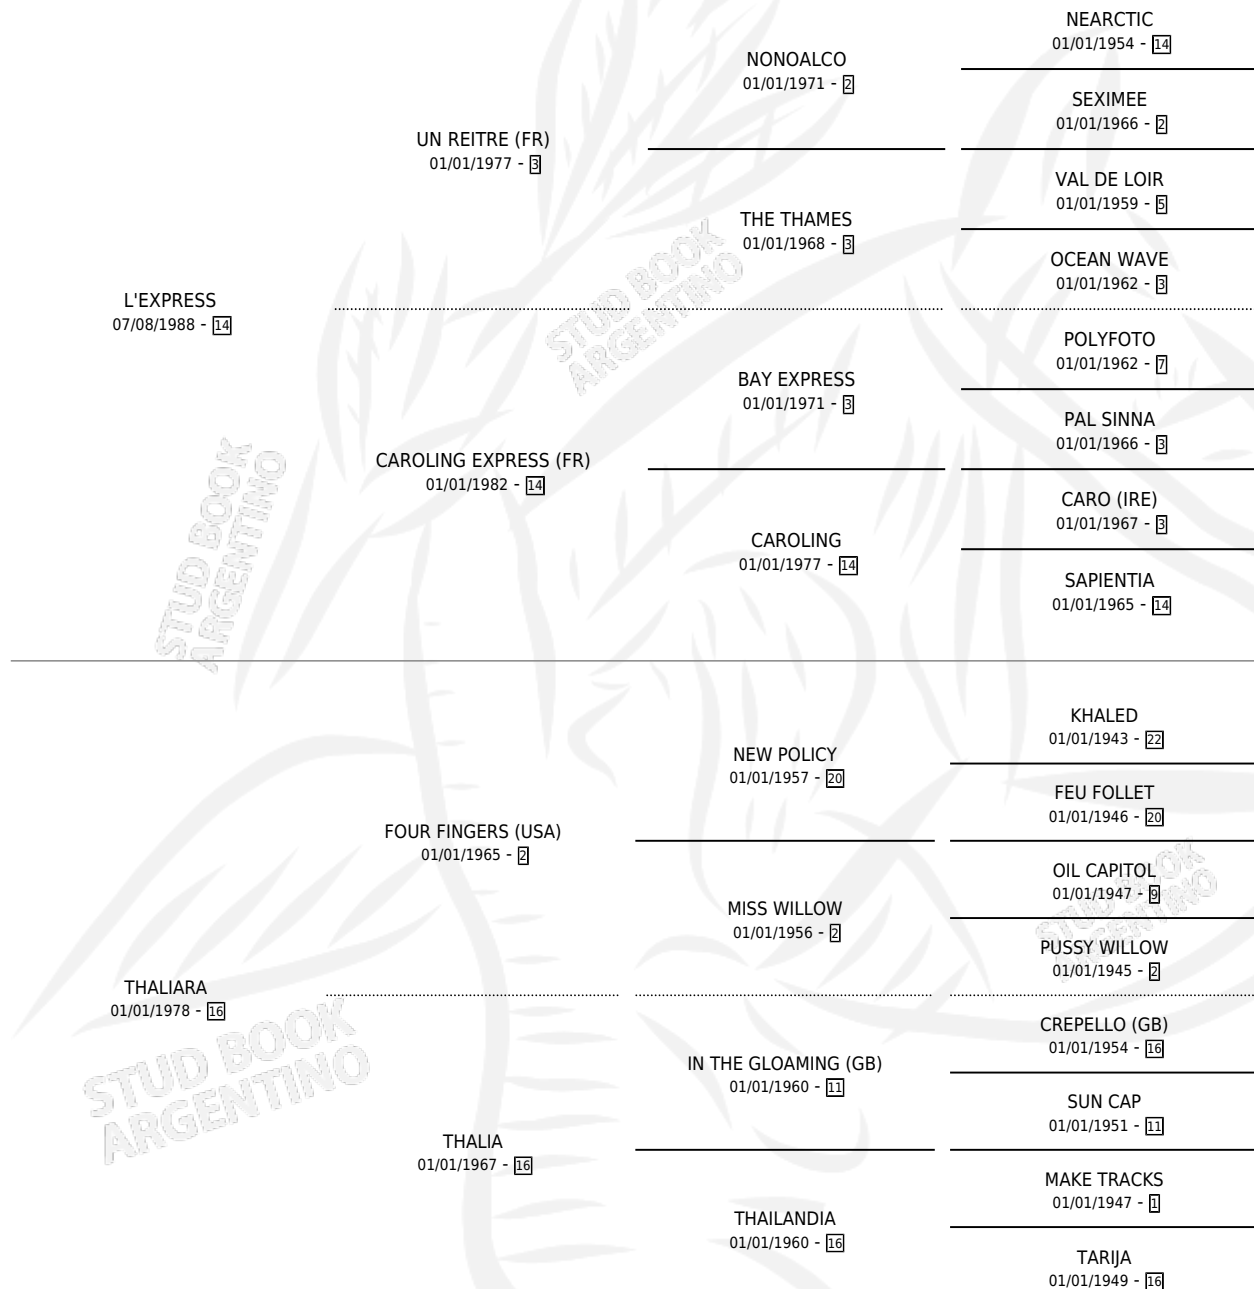 NEARCTIC
01/01/1954 - 14
NONOALCO
01/01/1971 - 2
SEXIMEE
01/01/1966 - 2
UN REITRE (FR)
01/01/1977 - 3
VAL DE LOIR
01/01/1959 - 5
THE THAMES
01/01/1968 - 3
OCEAN WAVE
01/01/1962 - 3
L'EXPRESS
07/08/1988 - 14
STUD BOOK
ARGENTINO
POLYFOTO
01/01/1962 - 7
BAY EXPRESS
01/01/1971 - 3
PAL SINNA
01/01/1966 - 3
CAROLING EXPRESS (FR)
01/01/1982 - 14
CARO (IRE)
01/01/1967 - 3
CAROLING
01/01/1977 - 14
SAPIENTIA
01/01/1965 - 14
STUD BOOK
ARGENTINO
KHALED
01/01/1943 - 22
NEW POLICY
01/01/1957 - 20
FEU FOLLET
01/01/1946 - 20
FOUR FINGERS (USA)
01/01/1965 - 2
OIL CAPITOL
01/01/1947 - 9
MISS WILLOW
01/01/1956 - 2
STUD BOOK
ARGENTINO
PUSSY WILLOW
01/01/1945 - 2
THALIARA
01/01/1978 - 16
STUD BOOK
ARGENTINO
CREPELLO (GB)
01/01/1954 - 16
IN THE GLOAMING (GB)
01/01/1960 - 11
SUN CAP
01/01/1951 - 11
THALIA
01/01/1967 - 16
MAKE TRACKS
01/01/1947 - 1
THAILANDIA
01/01/1960 - 16
TARIJA
01/01/1949 - 16